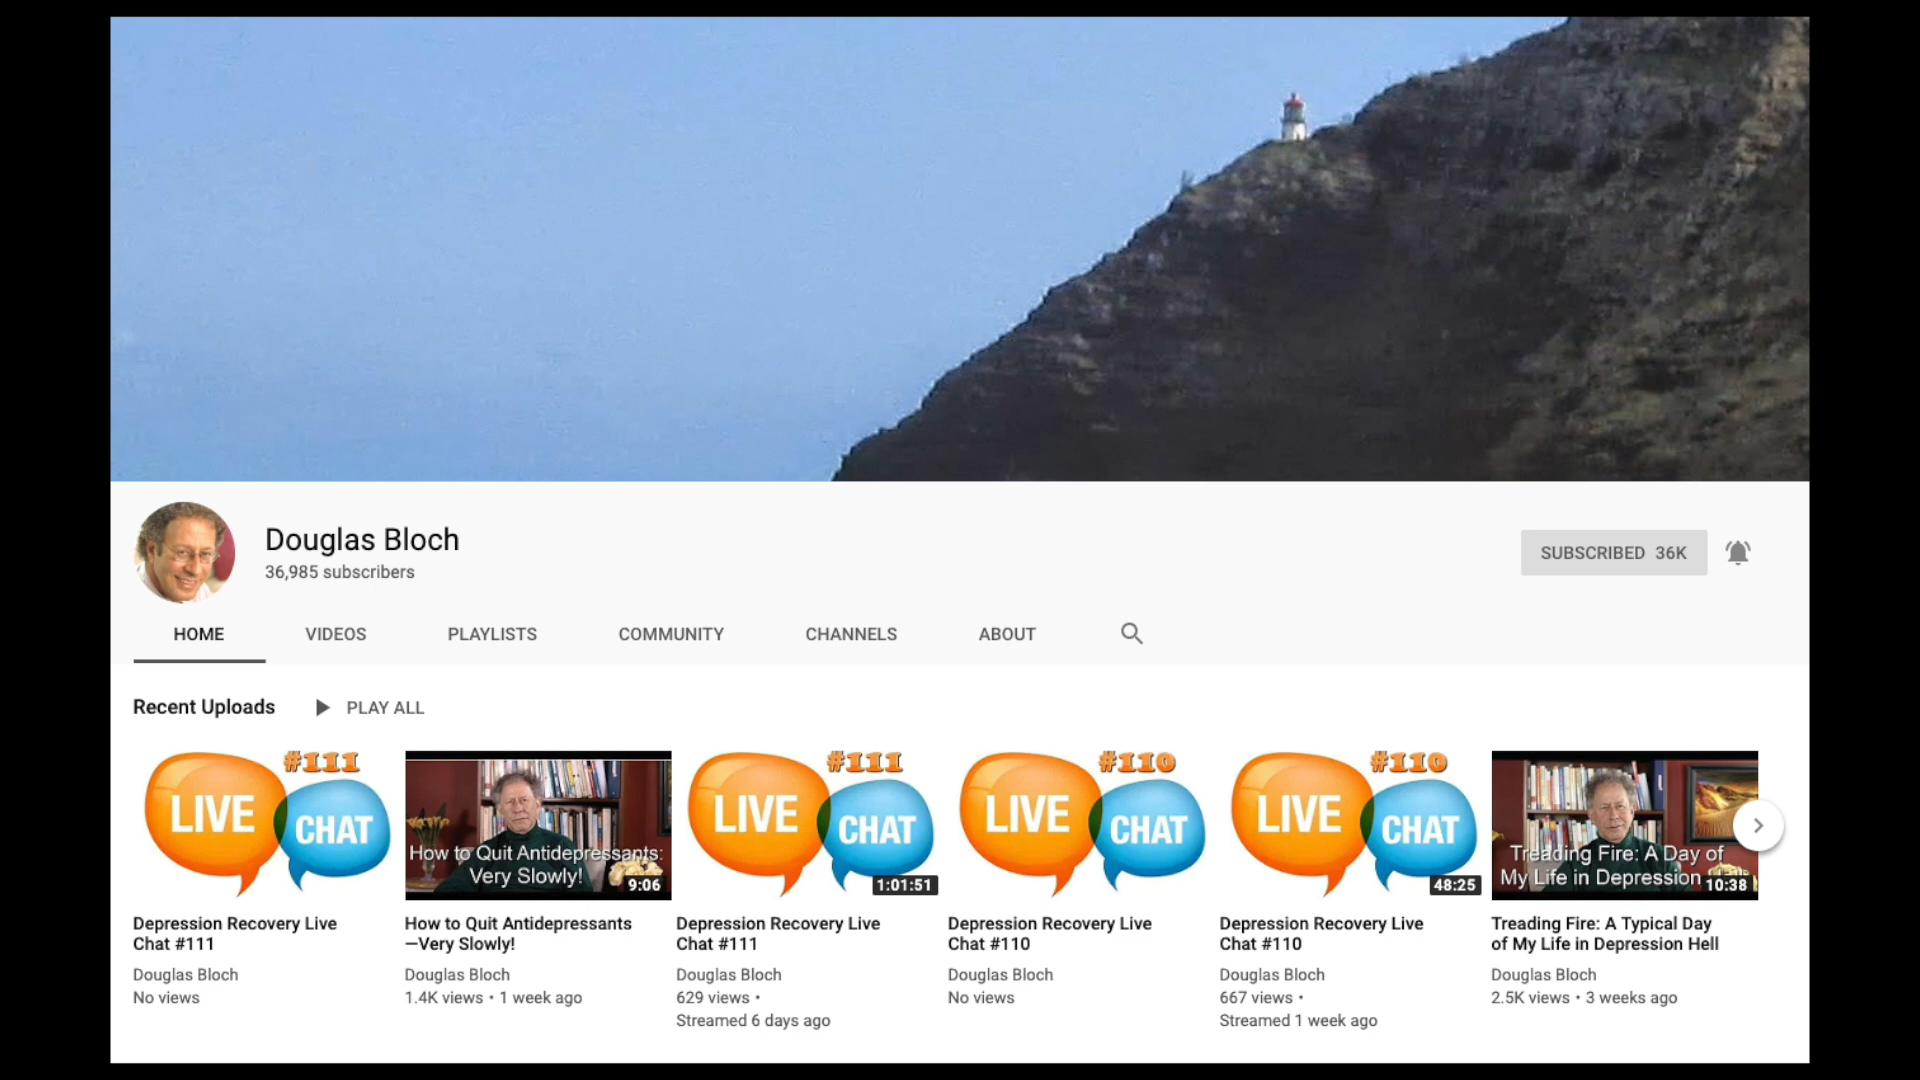 Douglas Bloch
36,985 subscribers
SUBSCRIBED 36K
HOME VIDEOS PLAYLISTS COMMUNITY CHANNELS ABOUT
Recent Uploads PLAY ALL
#111
LIVE
CHAT
How to Quit Antidepressants:
Very Slowly!
9:06
#111
LIVE
CHAT
1:01:51
#110
LIVE
CHAT
#110
LIVE
CHAT
48:25
Treading Fire: A Day of
My Life in Depression
10:38
Depression Recovery Live
Chat #111
Douglas Bloch
No views
How to Quit Antidepressants
—Very Slowly!
Douglas Bloch
1.4K views • 1 week ago
Depression Recovery Live
Chat #111
Douglas Bloch
629 views •
Streamed 6 days ago
Depression Recovery Live
Chat #110
Douglas Bloch
No views
Depression Recovery Live
Chat #110
Douglas Bloch
667 views •
Streamed 1 week ago
Treading Fire: A Typical Day
of My Life in Depression Hell
Douglas Bloch
2.5K views • 3 weeks ago